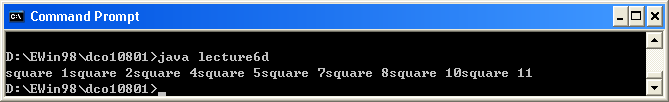 Command Prompt
D:\EWin98\dco10801>java lecture6d
square 1square 2square 4square 5square 7square 8square 10square 11
D:\EWin98\dco10801>_